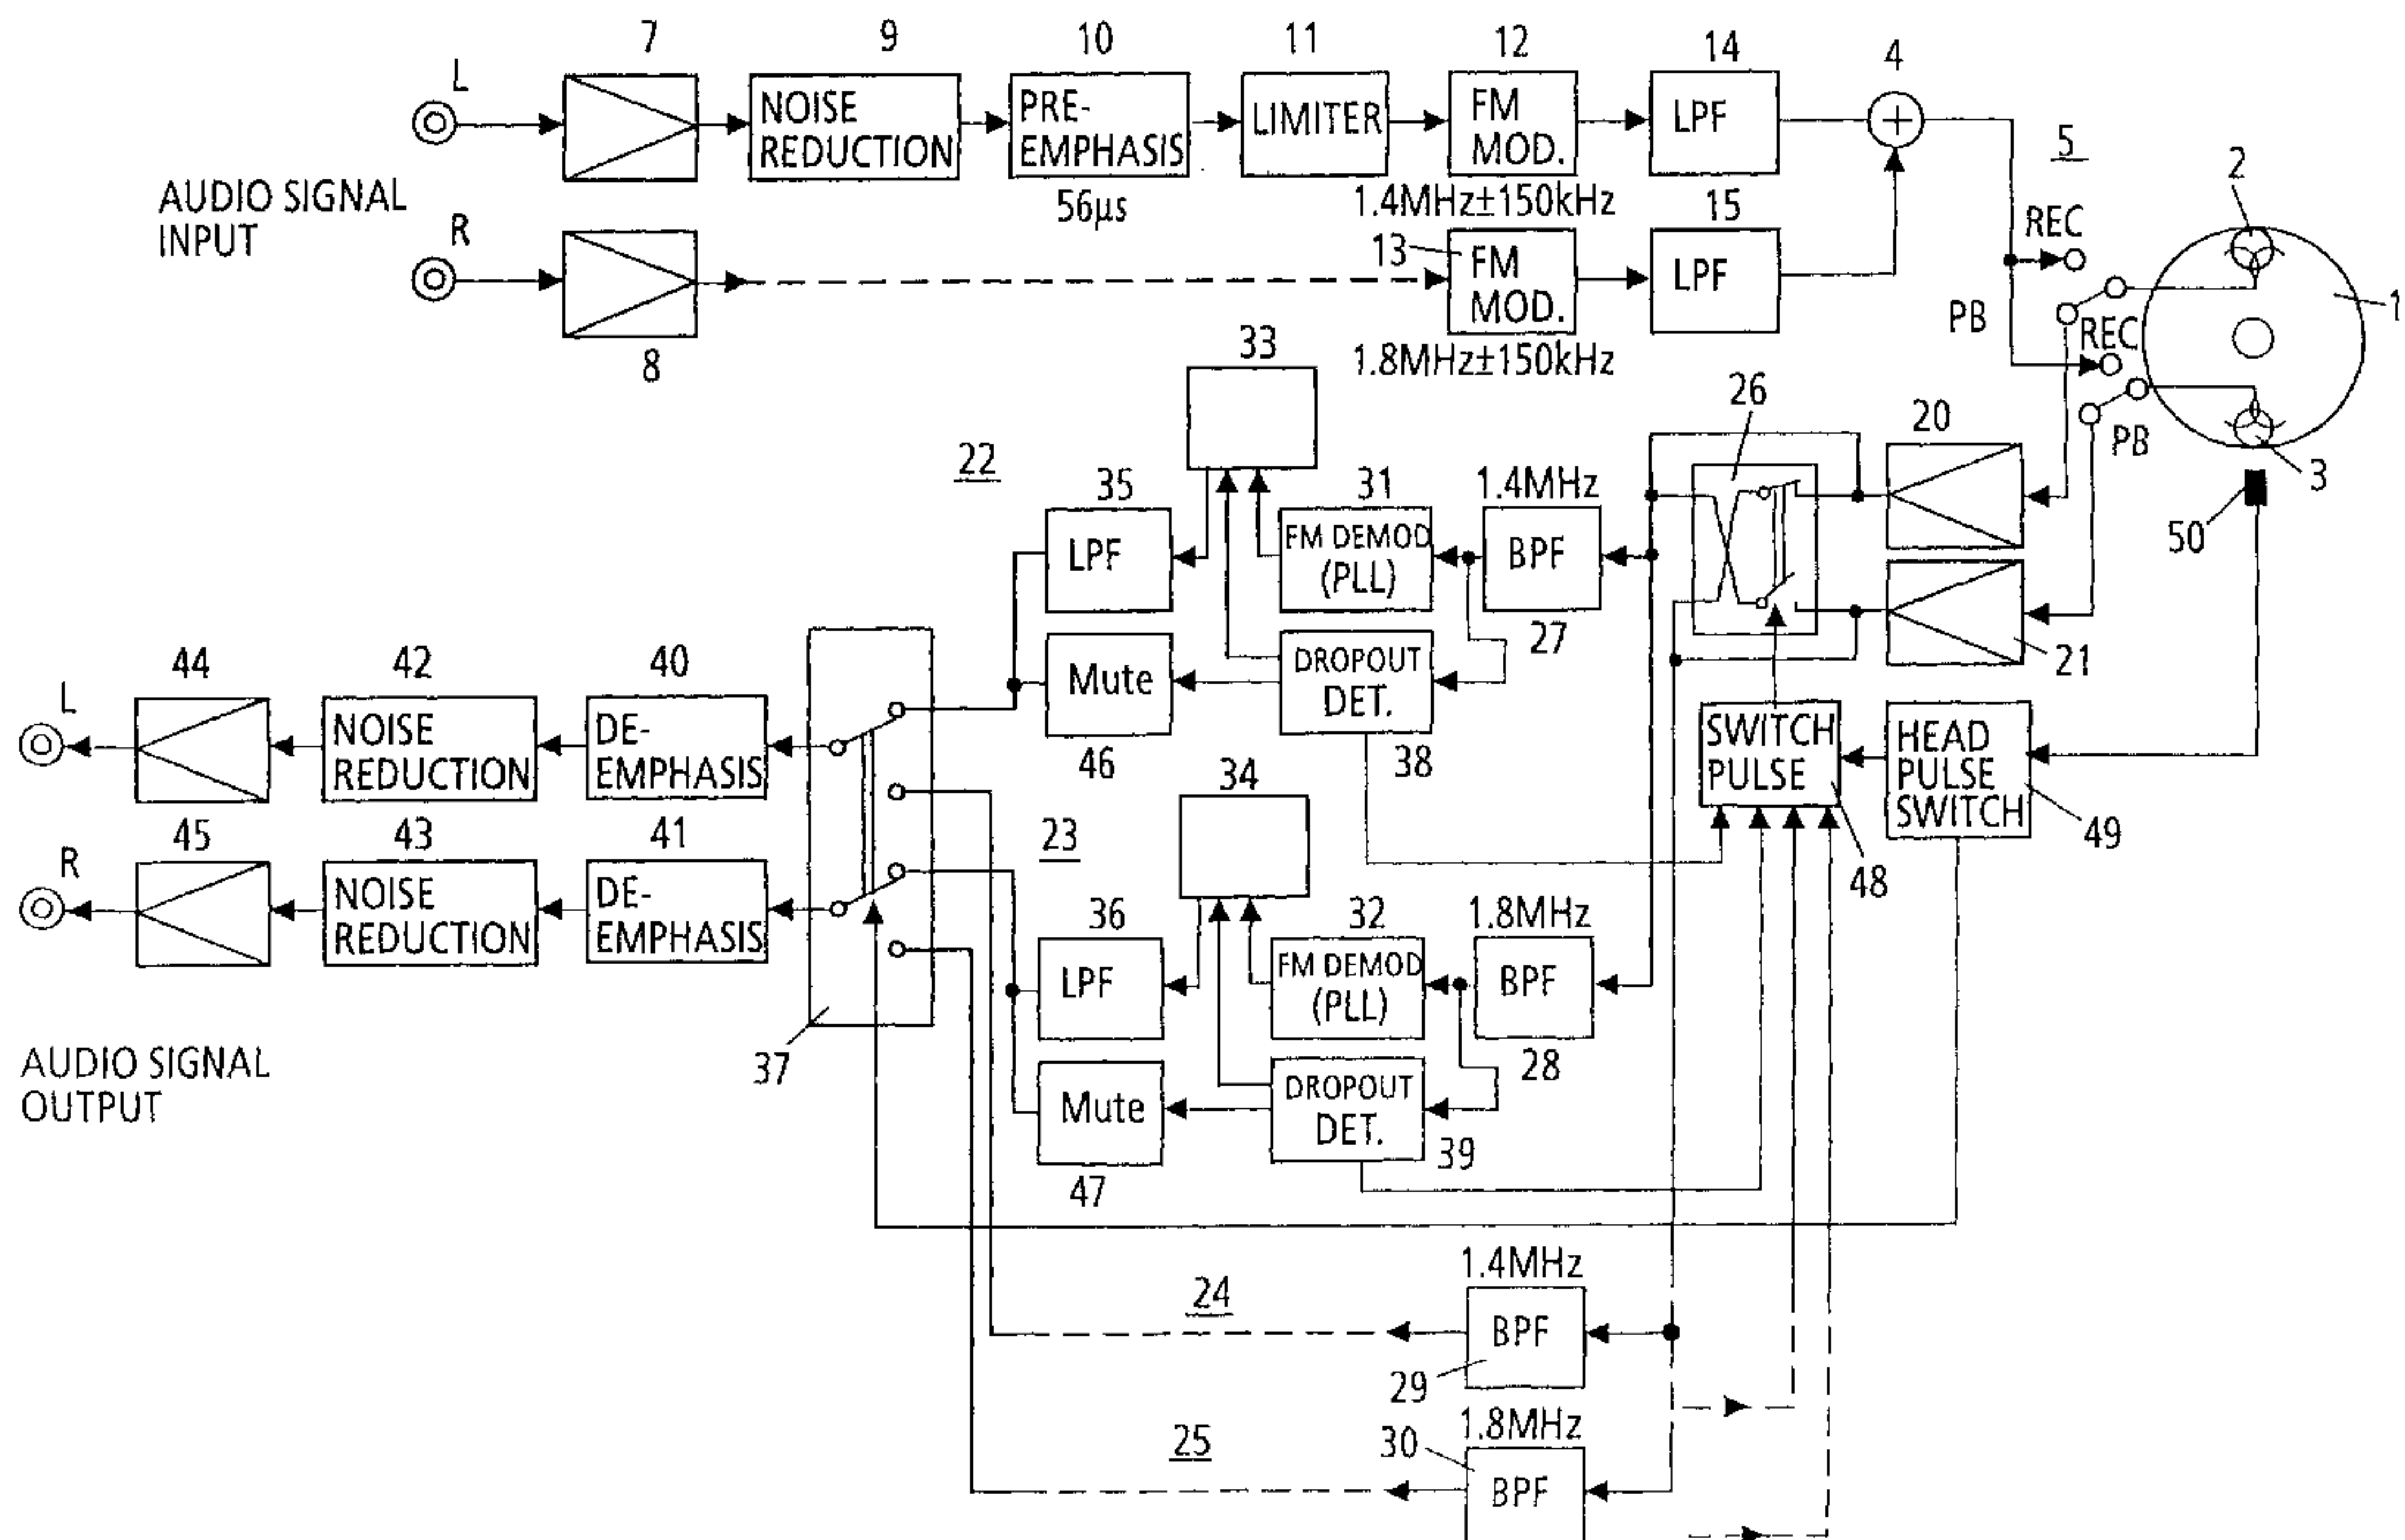 7 9 10 11 12 14 4
L
NOISE REDUCTION
PRE-EMPHASIS
LIMITER
FM MOD.
LPF
+
5
2
AUDIO SIGNAL INPUT
56µs
1.4MHz±150kHz
15
REC
R
13
FM MOD.
LPF
1
PB
REC
8
33
1.8MHz±150kHz
26
20
PB
3
22
35
31
1.4MHz
50
LPF
FM DEMOD (PLL)
BPF
27
21
44 42 40
Mute
DROPOUT DET.
L
NOISE REDUCTION
DE-EMPHASIS
46
38
SWITCH PULSE
HEAD PULSE SWITCH
34
45 43 41
23
49
48
R
NOISE REDUCTION
DE-EMPHASIS
36
32
1.8MHz
LPF
FM DEMOD (PLL)
BPF
37
28
AUDIO SIGNAL OUTPUT
Mute
DROPOUT DET.
39
47
1.4MHz
24
BPF
29
1.8MHz
25
30
BPF